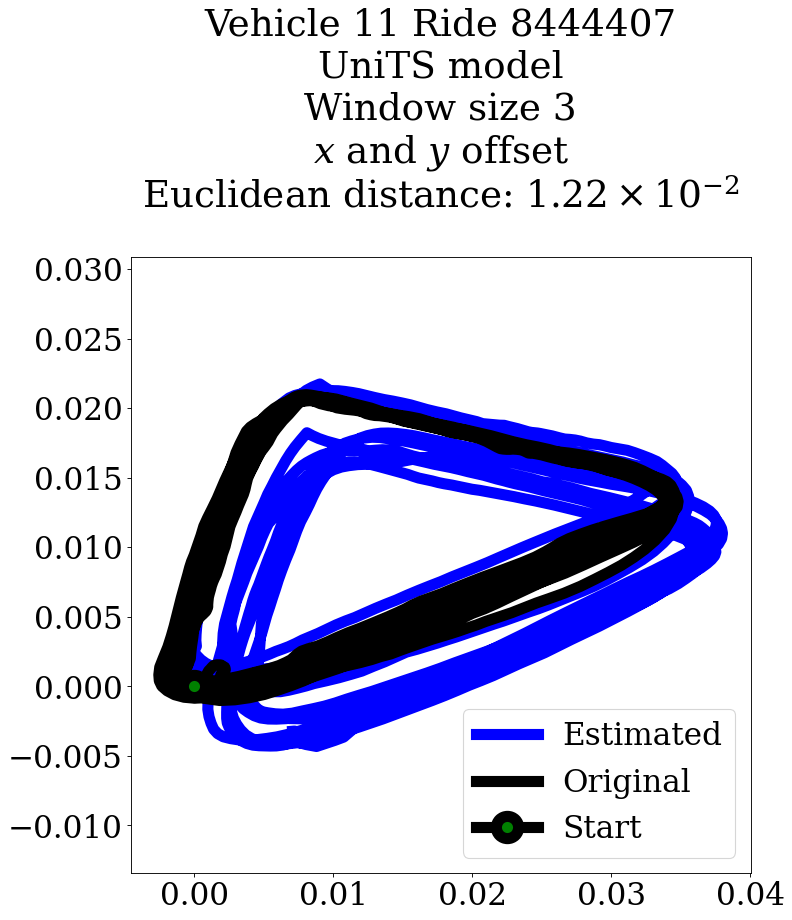 Vehicle 11 Ride 8444407
UniTS model
Window size 3
x and y offset
Euclidean distance: 1.22 × 10⁻²
0.030
0.025
0.020
0.015
0.010
0.005
0.000
−0.005
−0.010
Estimated
Original
Start
0.00 0.01 0.02 0.03 0.04